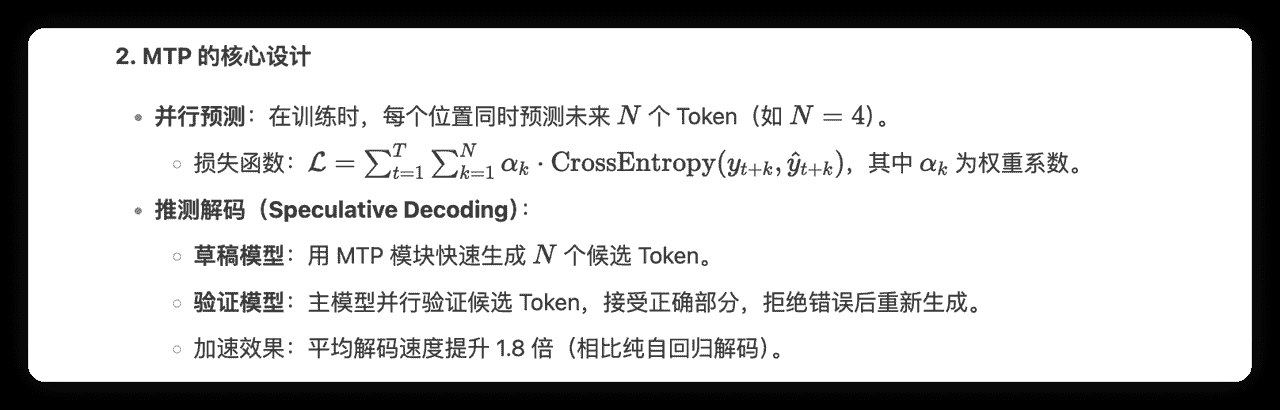 2. MTP 的核心设计
并行预测：在训练时，每个位置同时预测未来 N 个 Token（如 N = 4）。
损失函数：ℒ = ∑_{t=1}^{T} ∑_{k=1}^{N} α_k · CrossEntropy(y_{t+k}, ŷ_{t+k})，其中 α_k 为权重系数。
推测解码（Speculative Decoding）：
草稿模型：用 MTP 模块快速生成 N 个候选 Token。
验证模型：主模型并行验证候选 Token，接受正确部分，拒绝错误后重新生成。
加速效果：平均解码速度提升 1.8 倍（相比纯自回归解码）。